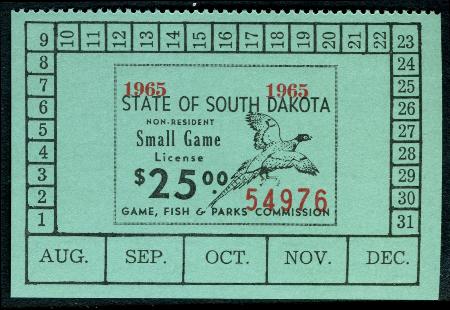 9 10 11 12 13 14 15 16 17 18 19 20 21 22 23
8 24
7 25
6 26
5 27
4 28
3 29
2 30
1 31
1965 1965
STATE OF SOUTH DAKOTA
NON-RESIDENT
Small Game
License
$25.00
54976
GAME, FISH & PARKS COMMISSION
AUG. SEP. OCT. NOV. DEC.